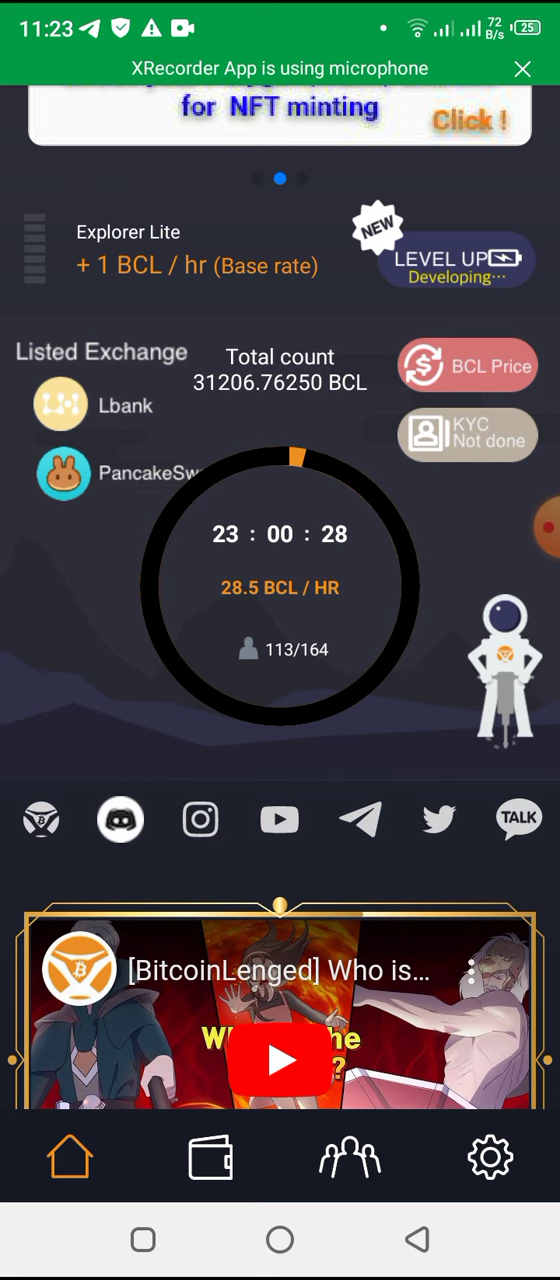 11:23
72
B/s
25
XRecorder App is using microphone
for NFT minting
Click !
Explorer Lite
+ 1 BCL / hr (Base rate)
NEW
LEVEL UP
Developing···
Listed Exchange
Total count
31206.76250 BCL
BCL Price
Lbank
KYC
Not done
PancakeSw
23 : 00 : 28
28.5 BCL / HR
113/164
TALK
[BitcoinLenged] Who is…